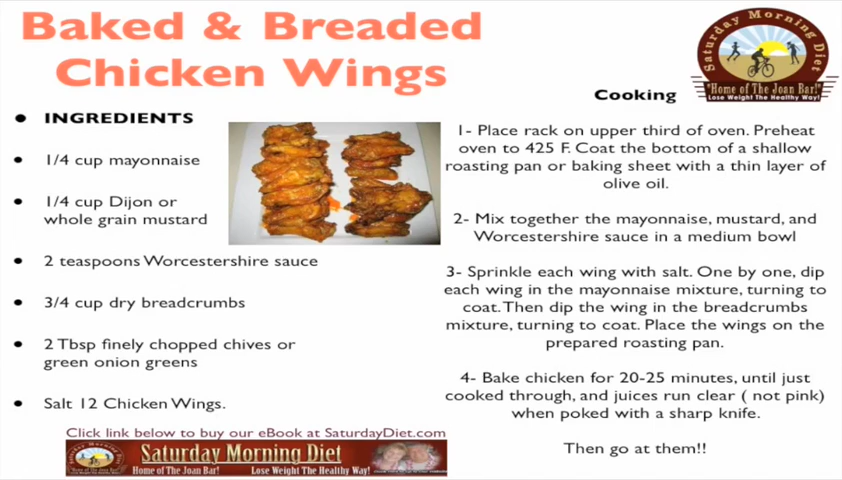 Baked & Breaded
Chicken Wings
INGREDIENTS
1/4 cup mayonnaise
1/4 cup Dijon or
whole grain mustard
2 teaspoons Worcestershire sauce
3/4 cup dry breadcrumbs
2 Tbsp finely chopped chives or
green onion greens
Salt 12 Chicken Wings.
Click link below to buy our eBook at SaturdayDiet.com
Saturday Morning Diet
Home of The Joan Bar! Lose Weight The Healthy Way!
Saturday Morning Diet
"Home of The Joan Bar!"
Lose Weight The Healthy Way!
Cooking
1- Place rack on upper third of oven. Preheat
oven to 425 F. Coat the bottom of a shallow
roasting pan or baking sheet with a thin layer of
olive oil.
2- Mix together the mayonnaise, mustard, and
Worcestershire sauce in a medium bowl
3- Sprinkle each wing with salt. One by one, dip
each wing in the mayonnaise mixture, turning to
coat. Then dip the wing in the breadcrumbs
mixture, turning to coat. Place the wings on the
prepared roasting pan.
4- Bake chicken for 20-25 minutes, until just
cooked through, and juices run clear ( not pink)
when poked with a sharp knife.
Then go at them!!